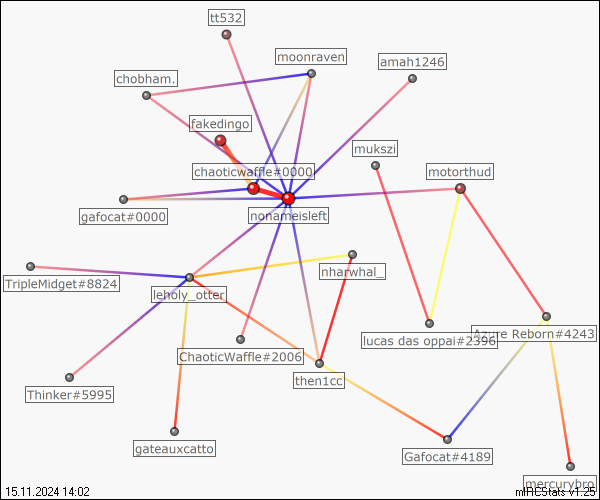 tt532
moonraven
amah1246
chobham.
fakedingo
mukszi
chaoticwaffle#0000
motorthud
gafocat#0000
nonameisleft
nharwhal_
TripleMidget#8824
leholy_otter
Azure Reborn#4243
lucas das oppai#2396
ChaoticWaffle#2006
then1cc
Thinker#5995
gateauxcatto
Gafocat#4189
mercurybro
15.11.2024 14:02
mIRCStats v1.25